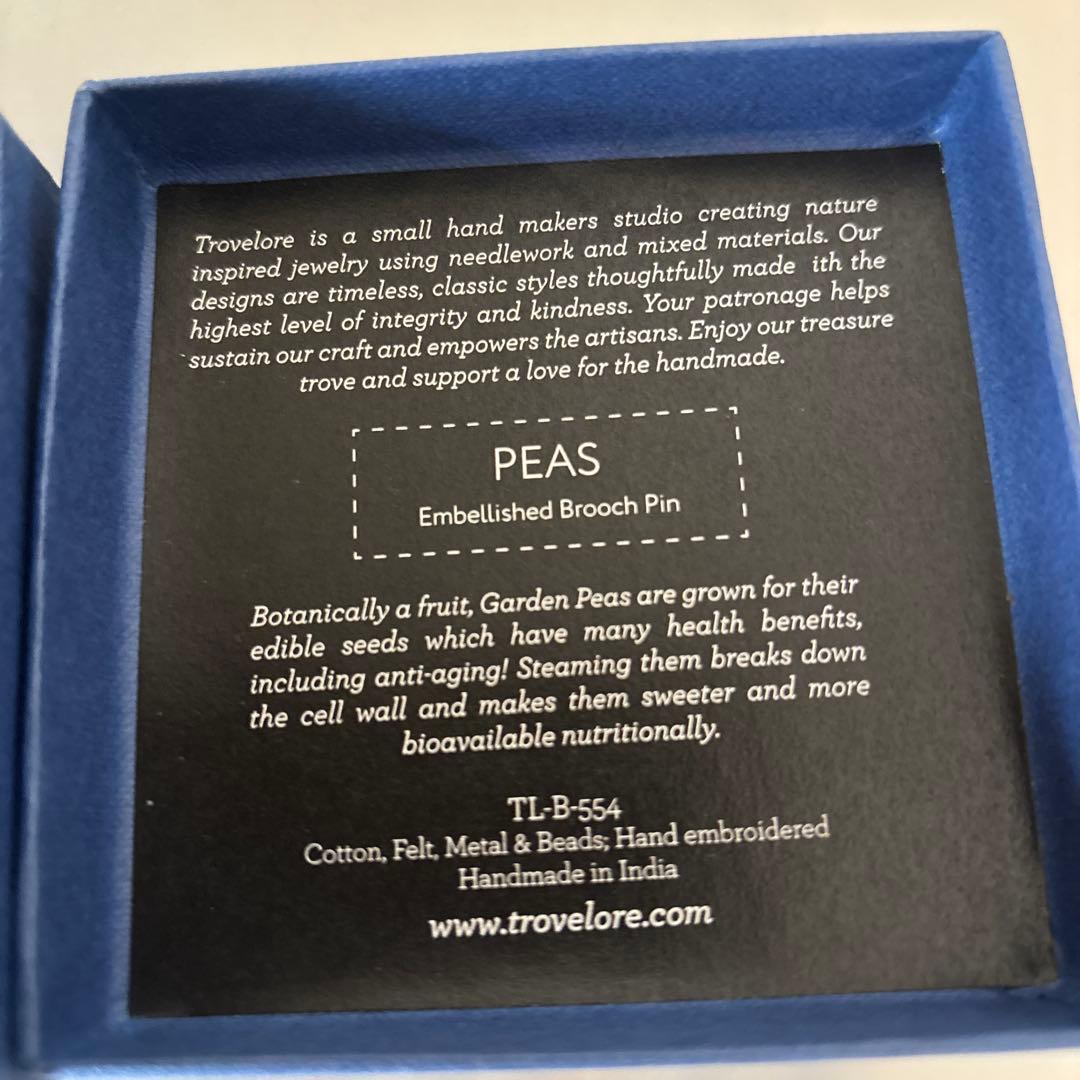 Trovelore is a small hand makers studio creating nature
inspired jewelry using needlework and mixed materials. Our
designs are timeless, classic styles thoughtfully made ith the
highest level of integrity and kindness. Your patronage helps
sustain our craft and empowers the artisans. Enjoy our treasure
trove and support a love for the handmade.
PEAS
Embellished Brooch Pin
Botanically a fruit, Garden Peas are grown for their
edible seeds which have many health benefits,
including anti-aging! Steaming them breaks down
the cell wall and makes them sweeter and more
bioavailable nutritionally.
TL-B-554
Cotton, Felt, Metal & Beads; Hand embroidered
Handmade in India
www.trovelore.com